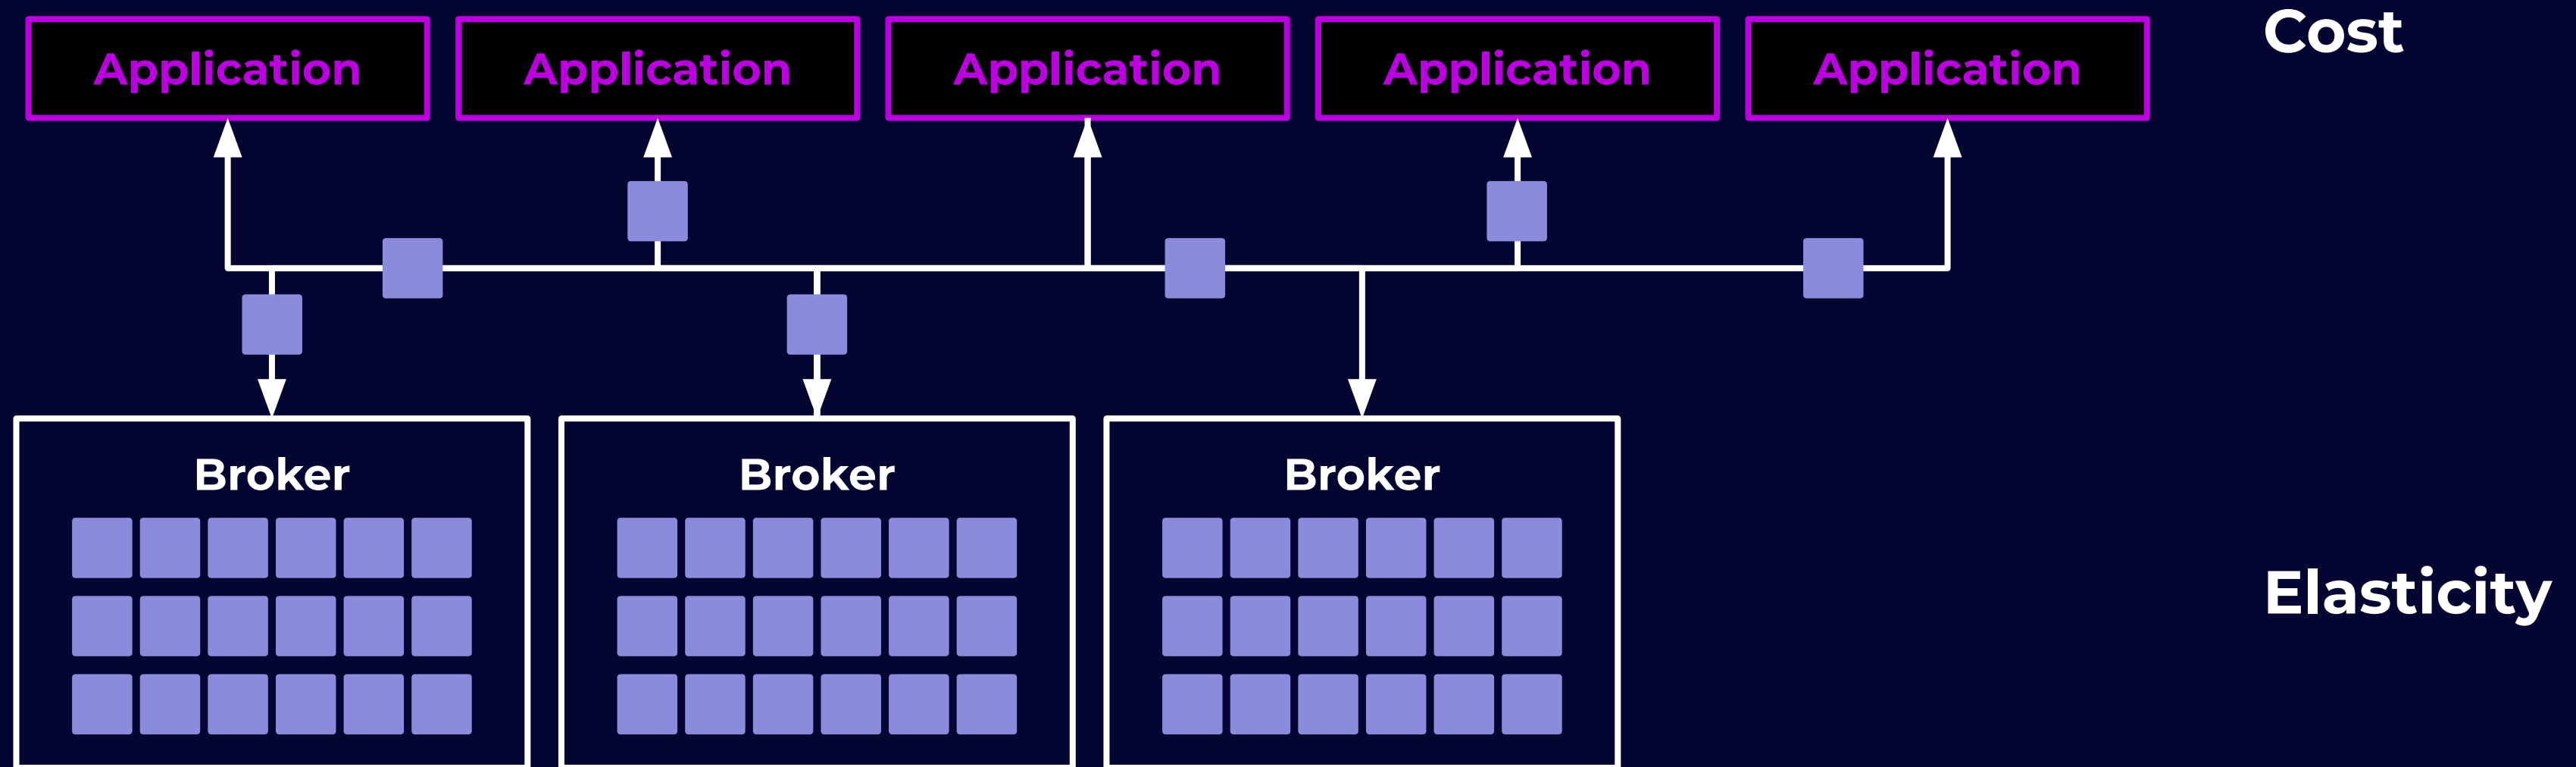 Application
Application
Application
Application
Application
Cost
Broker
Broker
Broker
Elasticity